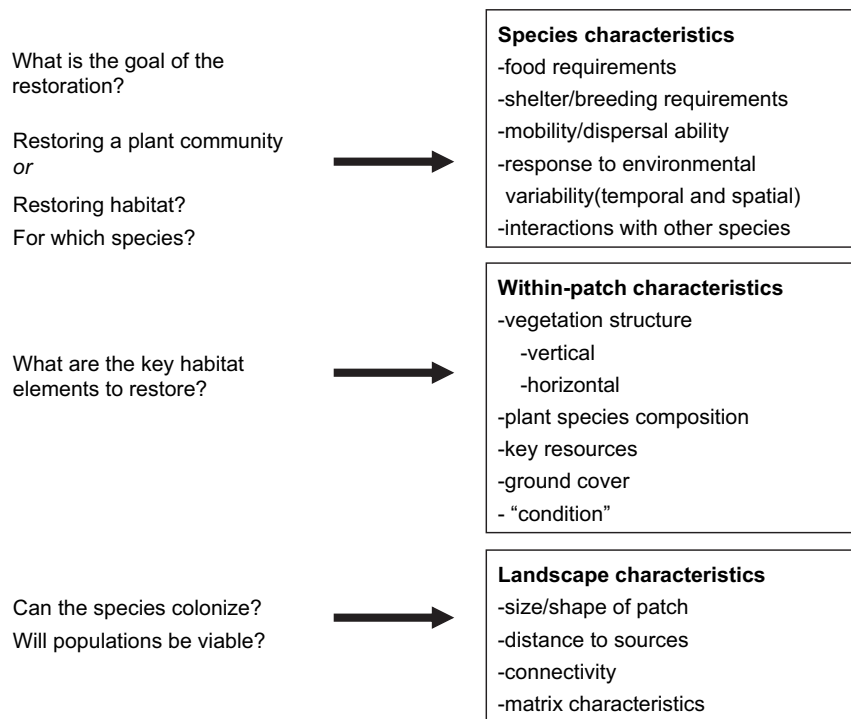 What is the goal of the
restoration?
Restoring a plant community
or
Restoring habitat?
For which species?
Species characteristics
-food requirements
-shelter/breeding requirements
-mobility/dispersal ability
-response to environmental
variability(temporal and spatial)
-interactions with other species
What are the key habitat
elements to restore?
Within-patch characteristics
-vegetation structure
-vertical
-horizontal
-plant species composition
-key resources
-ground cover
- “condition”
Can the species colonize?
Will populations be viable?
Landscape characteristics
-size/shape of patch
-distance to sources
-connectivity
-matrix characteristics